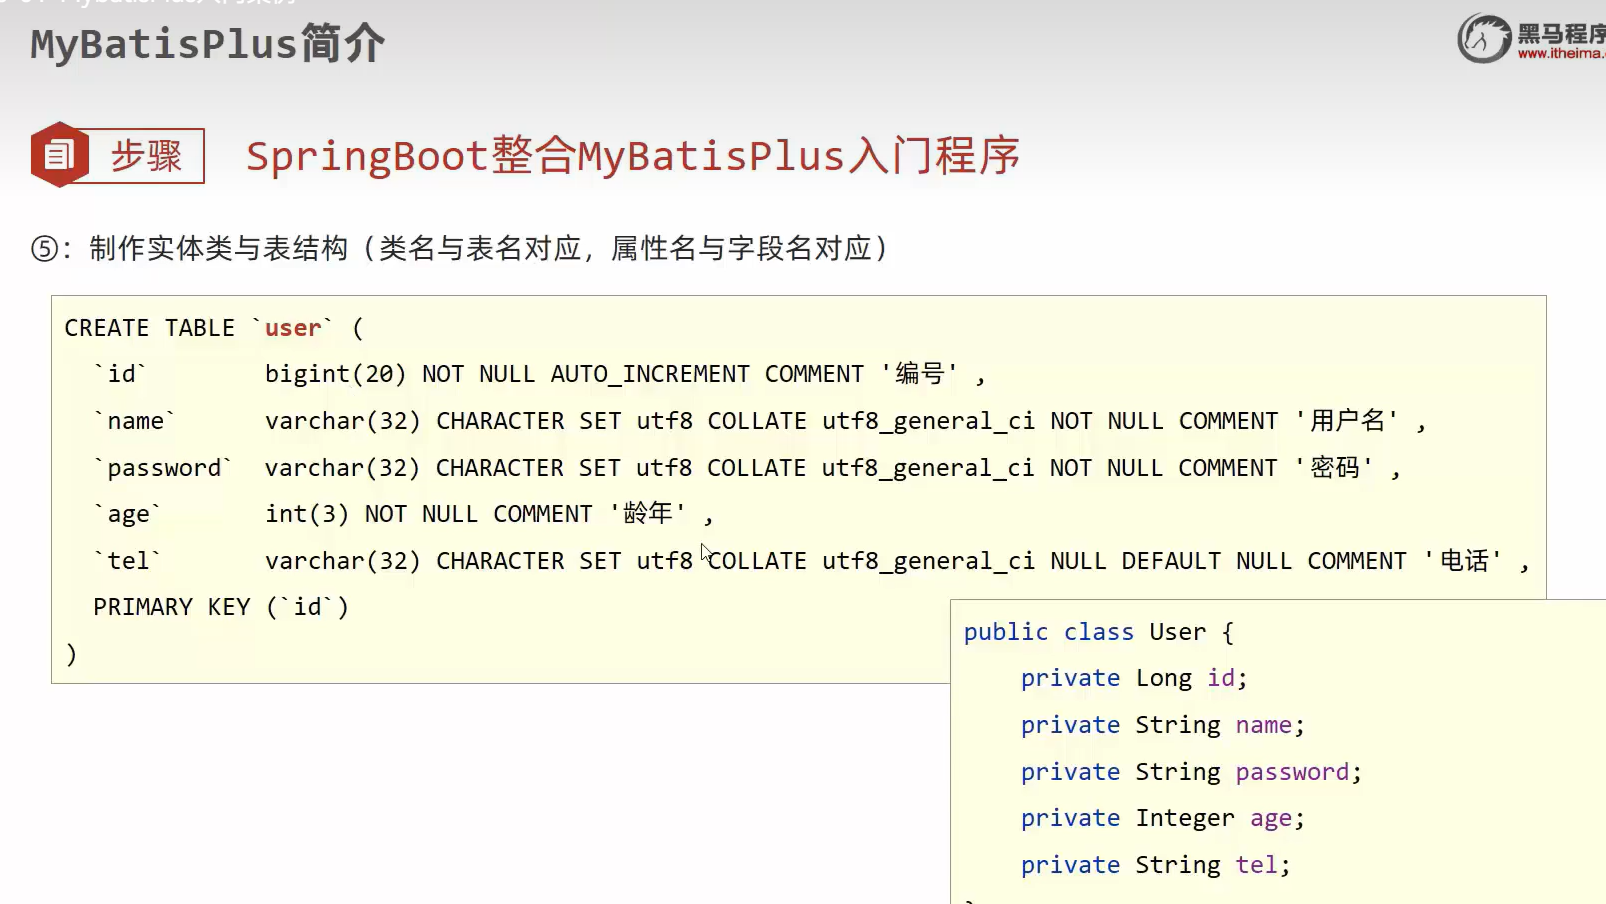 MyBatisPlus简介
黑马程序
www.itheima.
步骤
SpringBoot整合MyBatisPlus入门程序
⑤：制作实体类与表结构（类名与表名对应，属性名与字段名对应）
CREATE TABLE `user` (
`id` bigint(20) NOT NULL AUTO_INCREMENT COMMENT '编号' ,
`name` varchar(32) CHARACTER SET utf8 COLLATE utf8_general_ci NOT NULL COMMENT '用户名' ,
`password` varchar(32) CHARACTER SET utf8 COLLATE utf8_general_ci NOT NULL COMMENT '密码' ,
`age` int(3) NOT NULL COMMENT '龄年' ,
`tel` varchar(32) CHARACTER SET utf8 COLLATE utf8_general_ci NULL DEFAULT NULL COMMENT '电话' ,
PRIMARY KEY (`id`)
)
public class User {
private Long id;
private String name;
private String password;
private Integer age;
private String tel;